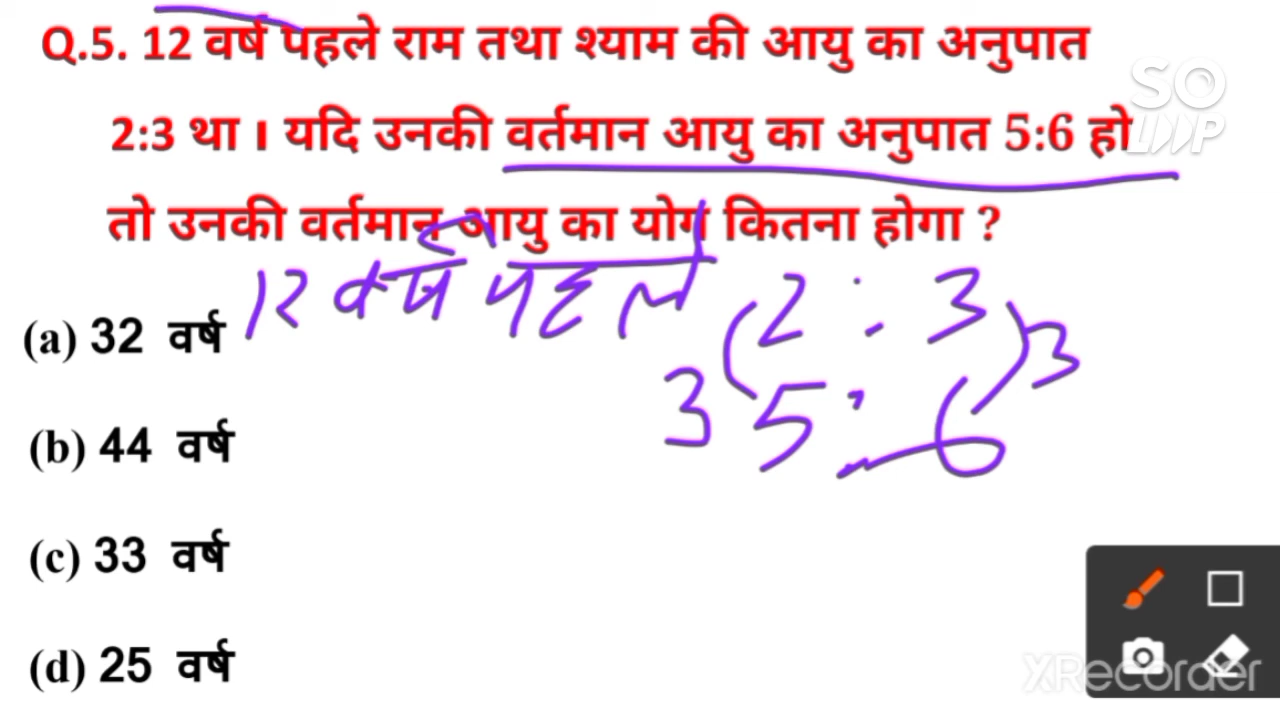 Q.5. 12 वर्ष पहले राम तथा श्याम की आयु का अनुपात
2:3 था । यदि उनकी वर्तमान आयु का अनुपात 5:6 हो
तो उनकी वर्तमान आयु का योग कितना होगा ?
12 वर्ष पहले (2 : 3)3
3 5 : 6
(a) 32 वर्ष
(b) 44 वर्ष
(c) 33 वर्ष
(d) 25 वर्ष
SO
LOOP
XRecorder